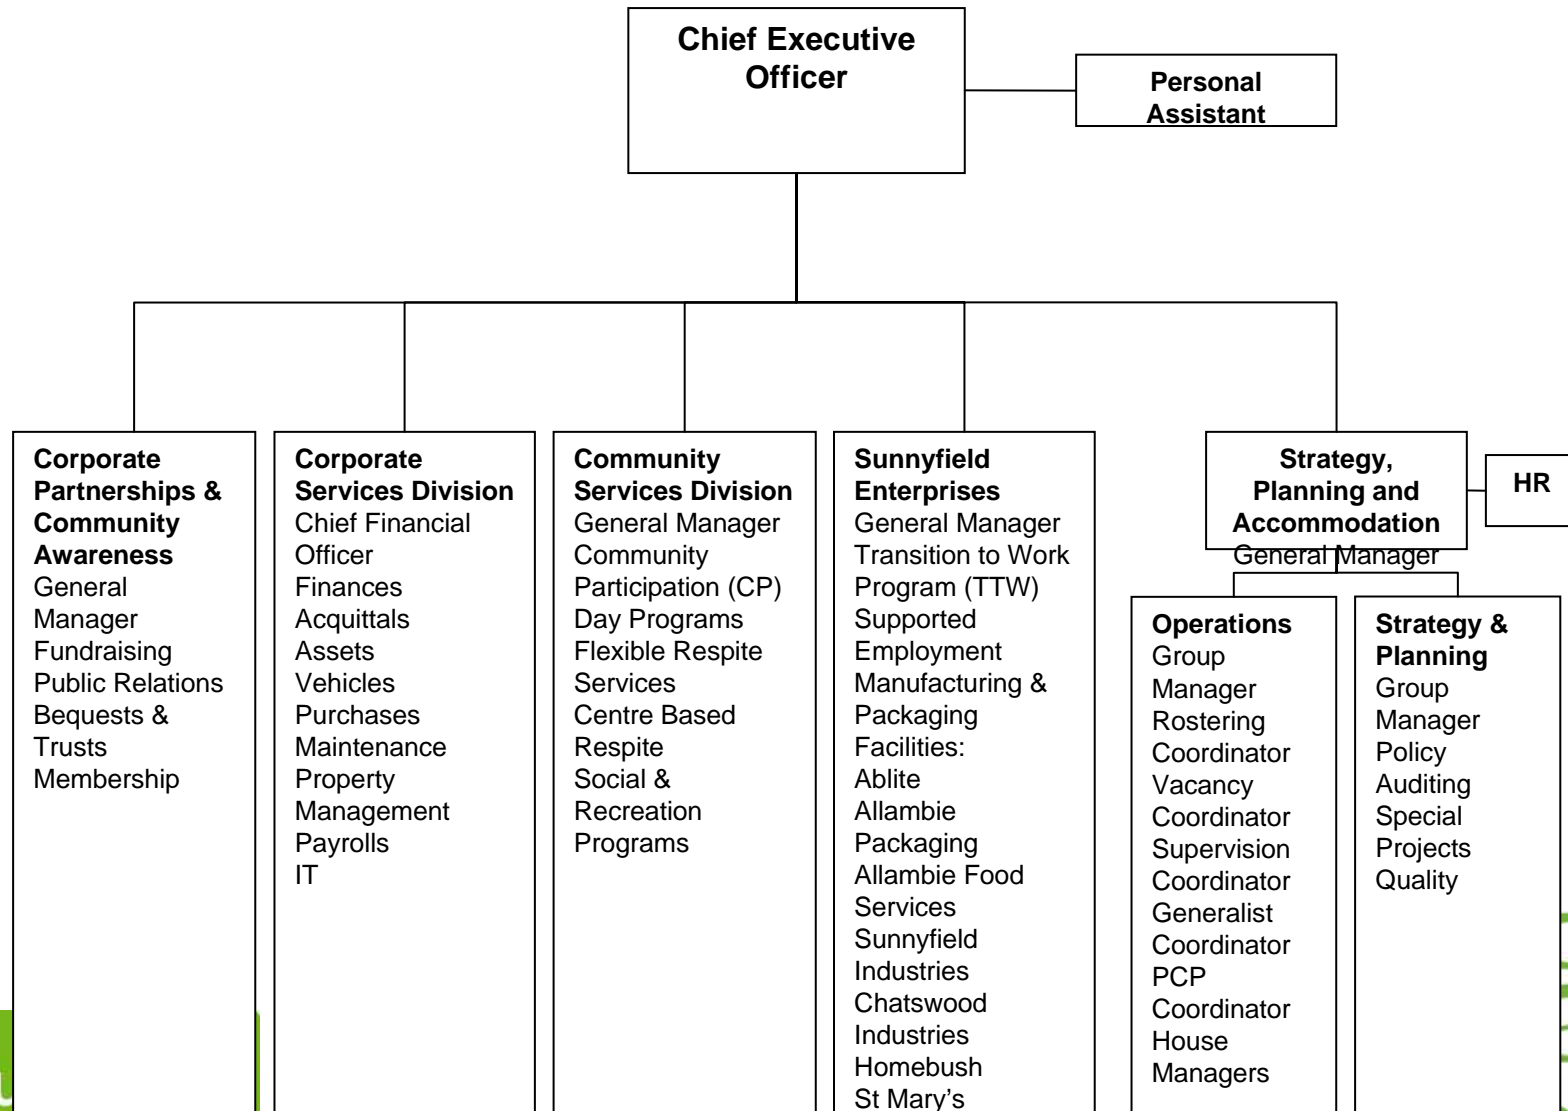 Chief Executive
Officer
Personal
Assistant
Corporate
Partnerships &
Community
Awareness
General
Manager
Fundraising
Public Relations
Bequests &
Trusts
Membership
Corporate
Services Division
Chief Financial
Officer
Finances
Acquittals
Assets
Vehicles
Purchases
Maintenance
Property
Management
Payrolls
IT
Community
Services Division
General Manager
Community
Participation (CP)
Day Programs
Flexible Respite
Services
Centre Based
Respite
Social &
Recreation
Programs
Sunnyfield
Enterprises
General Manager
Transition to Work
Program (TTW)
Supported
Employment
Manufacturing &
Packaging
Facilities:
Ablite
Allambie
Packaging
Allambie Food
Services
Sunnyfield
Industries
Chatswood
Industries
Homebush
St Mary's
Strategy,
Planning and
Accommodation
General Manager
HR
Operations
Group
Manager
Rostering
Coordinator
Vacancy
Coordinator
Supervision
Coordinator
Generalist
Coordinator
PCP
Coordinator
House
Managers
Strategy &
Planning
Group
Manager
Policy
Auditing
Special
Projects
Quality